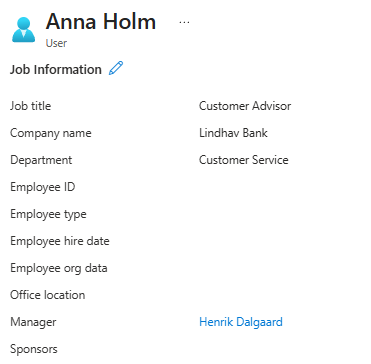 Anna Holm ...
User
Job Information
Job title Customer Advisor
Company name Lindhav Bank
Department Customer Service
Employee ID
Employee type
Employee hire date
Employee org data
Office location
Manager Henrik Dalgaard
Sponsors